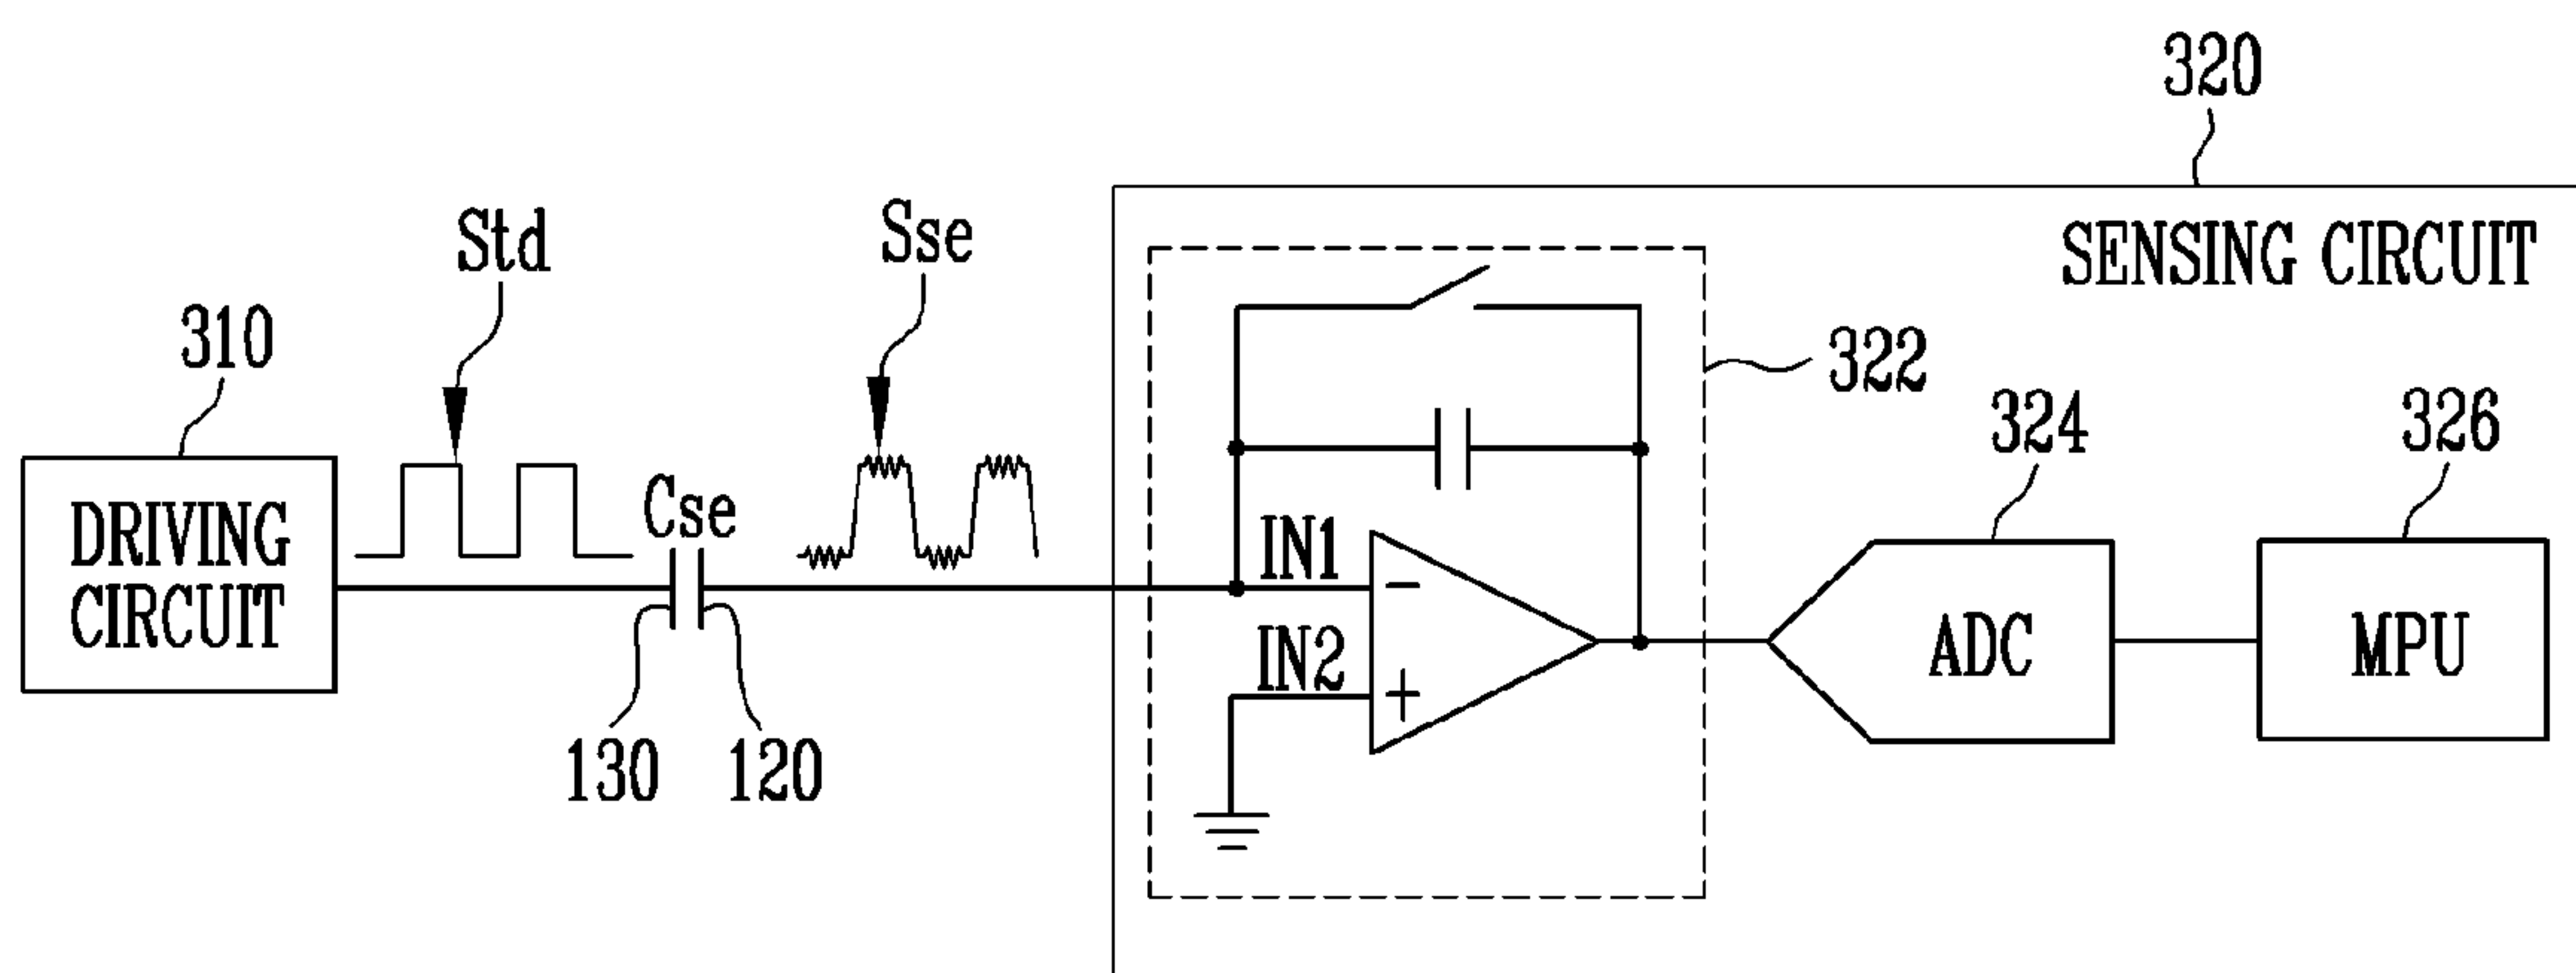 320
SENSING CIRCUIT
Std
Sse
310
322
324
326
DRIVING
CIRCUIT
Cse
IN1
−
IN2
+
ADC
MPU
130
120